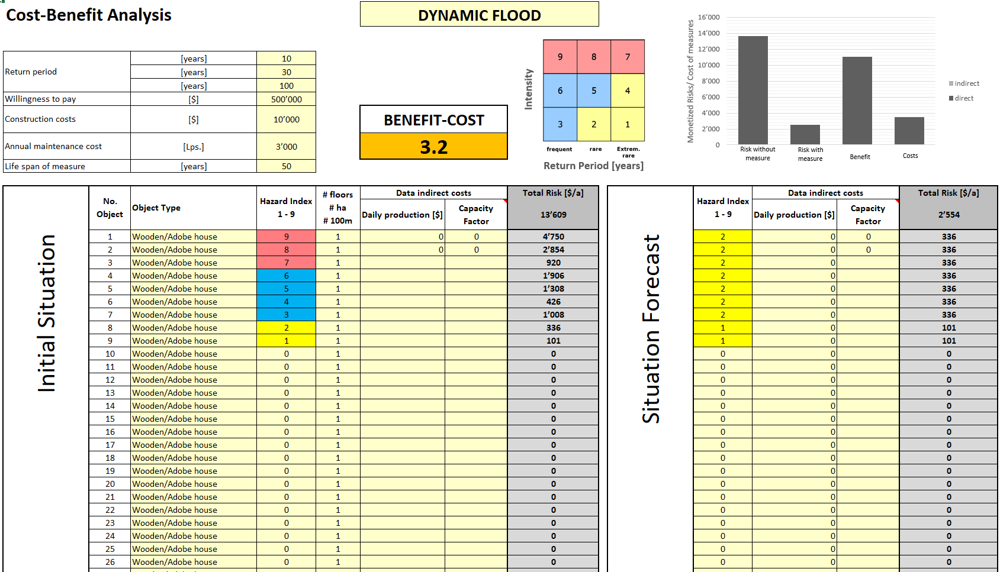 Cost-Benefit Analysis
DYNAMIC FLOOD
Return period [years] 10
[years] 30
[years] 100
Willingness to pay [$] 500'000
Construction costs [$] 10'000
Annual maintenance cost [Lps.] 3'000
Life span of measure [years] 50
BENEFIT-COST
3.2
Intensity
9 8 7
6 5 4
3 2 1
frequent rare Extrem. rare
Return Period [years]
Monetized Risks/ Cost of measures
16'000
14'000
12'000
10'000
8'000
6'000
4'000
2'000
0
Risk without measure
Risk with measure
Benefit
Costs
indirect
direct
Initial Situation
No. Object
Object Type
Hazard Index 1 - 9
# floors # ha # 100m
Data indirect costs
Daily production [$]
Capacity Factor
Total Risk [$/a]
13'609
Situation Forecast
Hazard Index 1 - 9
Data indirect costs
Daily production [$]
Capacity Factor
Total Risk [$/a]
2'554
1 Wooden/Adobe house 9 1 0 0 4'750 2 0 0 336
2 Wooden/Adobe house 8 1 0 0 2'854 2 0 0 336
3 Wooden/Adobe house 7 1 920 2 0 336
4 Wooden/Adobe house 6 1 1'906 2 0 336
5 Wooden/Adobe house 5 1 1'308 2 0 336
6 Wooden/Adobe house 4 1 426 2 0 336
7 Wooden/Adobe house 3 1 1'008 2 0 336
8 Wooden/Adobe house 2 1 336 1 0 101
9 Wooden/Adobe house 1 1 101 1 0 101
10 Wooden/Adobe house 0 1 0 0 0 0
11 Wooden/Adobe house 0 1 0 0 0 0
12 Wooden/Adobe house 0 1 0 0 0 0
13 Wooden/Adobe house 0 1 0 0 0 0
14 Wooden/Adobe house 0 1 0 0 0 0
15 Wooden/Adobe house 0 1 0 0 0 0
16 Wooden/Adobe house 0 1 0 0 0 0
17 Wooden/Adobe house 0 1 0 0 0 0
18 Wooden/Adobe house 0 1 0 0 0 0
19 Wooden/Adobe house 0 1 0 0 0 0
20 Wooden/Adobe house 0 1 0 0 0 0
21 Wooden/Adobe house 0 1 0 0 0 0
22 Wooden/Adobe house 0 1 0 0 0 0
23 Wooden/Adobe house 0 1 0 0 0 0
24 Wooden/Adobe house 0 1 0 0 0 0
25 Wooden/Adobe house 0 1 0 0 0 0
26 Wooden/Adobe house 0 1 0 0 0 0